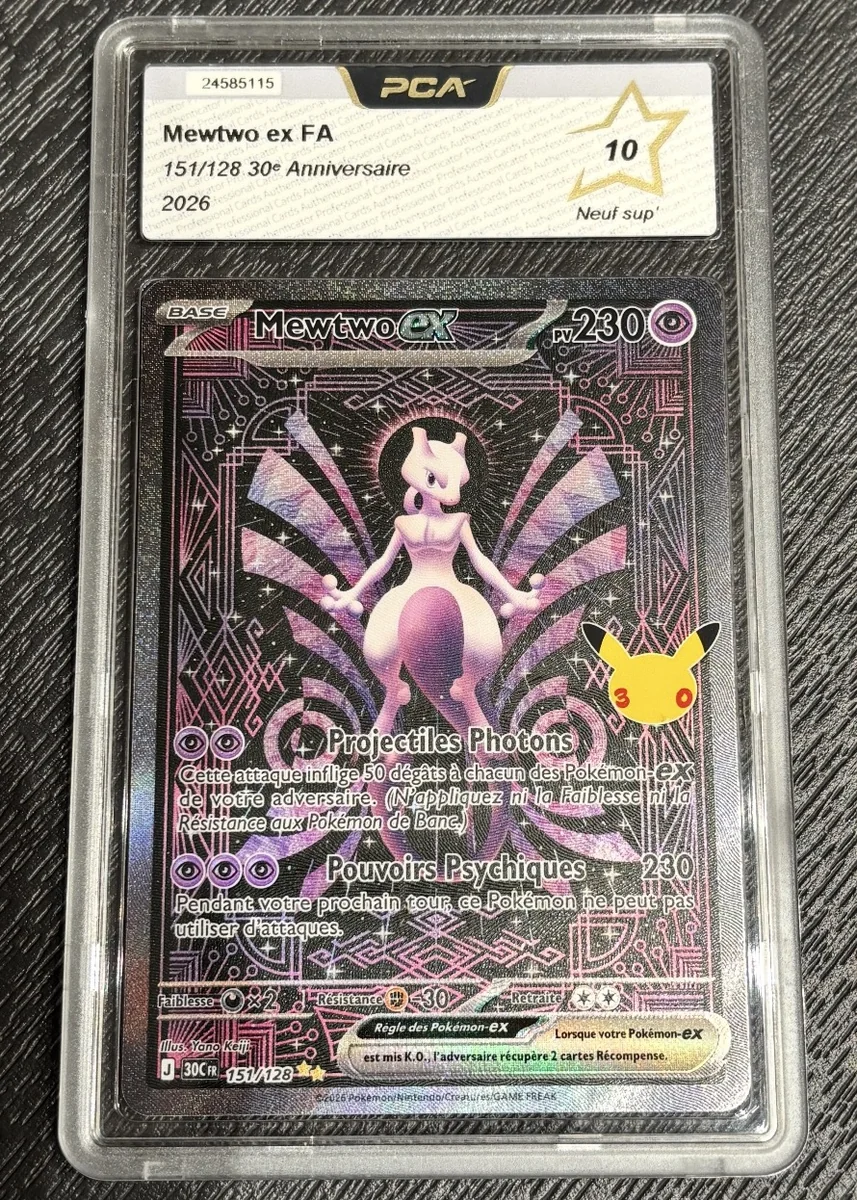 24585115
PCA
Mewtwo ex FA
151/128 30e Anniversaire
2026
10
Neuf sup'
BASE
Mewtwo ex
PV 230
3 0
Projectiles Photons
Cette attaque inflige 50 dégâts à chacun des Pokémon-ex
de votre adversaire. (N'appliquez ni la Faiblesse ni la
Résistance aux Pokémon de Banc.)
Pouvoirs Psychiques 230
Pendant votre prochain tour, ce Pokémon ne peut pas
utiliser d'attaques.
Faiblesse ×2 Résistance -30 Retraite
Règle des Pokémon-ex Lorsque votre Pokémon-ex
est mis K.O., l'adversaire récupère 2 cartes Récompense.
Illus. Yano Keiji
J 30C FR 151/128
©2026 Pokémon/Nintendo/Creatures/GAME FREAK